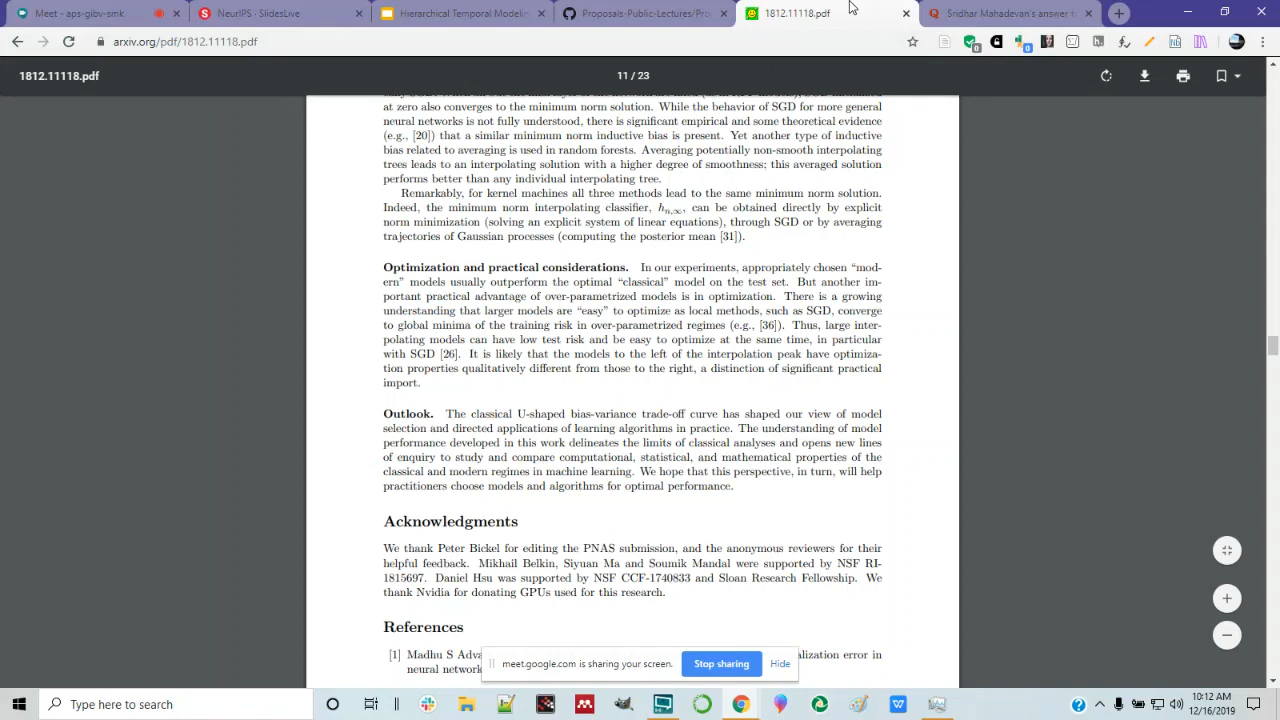 Meet - aps-gibv-smk
NeurIPS - SlidesLive
Hierarchical Temporal Modelin
Proposals-Public-Lectures/Pro
1812.11118.pdf
Sridhar Mahadevan's answer to
arxiv.org/pdf/1812.11118.pdf
1812.11118.pdf
11 / 23
at zero also converges to the minimum norm solution. While the behavior of SGD for more general
neural networks is not fully understood, there is significant empirical and some theoretical evidence
(e.g., [20]) that a similar minimum norm inductive bias is present. Yet another type of inductive
bias related to averaging is used in random forests. Averaging potentially non-smooth interpolating
trees leads to an interpolating solution with a higher degree of smoothness; this averaged solution
performs better than any individual interpolating tree.
Remarkably, for kernel machines all three methods lead to the same minimum norm solution.
Indeed, the minimum norm interpolating classifier, hn,∞, can be obtained directly by explicit
norm minimization (solving an explicit system of linear equations), through SGD or by averaging
trajectories of Gaussian processes (computing the posterior mean [31]).
Optimization and practical considerations. In our experiments, appropriately chosen “mod-
ern” models usually outperform the optimal “classical” model on the test set. But another im-
portant practical advantage of over-parametrized models is in optimization. There is a growing
understanding that larger models are “easy” to optimize as local methods, such as SGD, converge
to global minima of the training risk in over-parametrized regimes (e.g., [36]). Thus, large inter-
polating models can have low test risk and be easy to optimize at the same time, in particular
with SGD [26]. It is likely that the models to the left of the interpolation peak have optimiza-
tion properties qualitatively different from those to the right, a distinction of significant practical
import.
Outlook. The classical U-shaped bias-variance trade-off curve has shaped our view of model
selection and directed applications of learning algorithms in practice. The understanding of model
performance developed in this work delineates the limits of classical analyses and opens new lines
of enquiry to study and compare computational, statistical, and mathematical properties of the
classical and modern regimes in machine learning. We hope that this perspective, in turn, will help
practitioners choose models and algorithms for optimal performance.
Acknowledgments
We thank Peter Bickel for editing the PNAS submission, and the anonymous reviewers for their
helpful feedback. Mikhail Belkin, Siyuan Ma and Soumik Mandal were supported by NSF RI-
1815697. Daniel Hsu was supported by NSF CCF-1740833 and Sloan Research Fellowship. We
thank Nvidia for donating GPUs used for this research.
References
[1] Madhu S Adva
alization error in
neural network
meet.google.com is sharing your screen.
Stop sharing
Hide
Type here to search
10:12 AM
12/16/2019